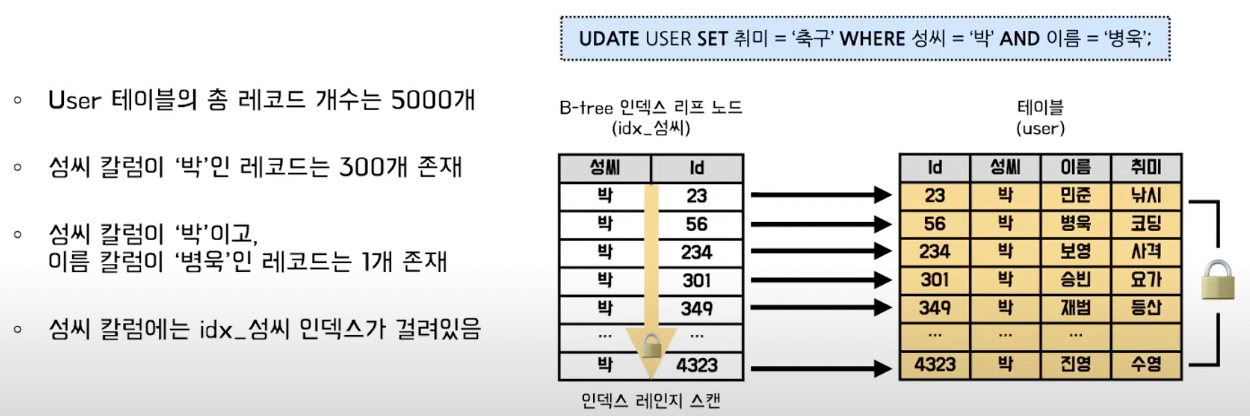 UDATE USER SET 취미 = ‘축구’ WHERE 성씨 = ‘박’ AND 이름 = ‘병욱’;
◦ User 테이블의 총 레코드 개수는 5000개
◦ 성씨 칼럼이 ‘박’인 레코드는 300개 존재
◦ 성씨 칼럼이 ‘박’이고,
이름 칼럼이 ‘병욱’인 레코드는 1개 존재
◦ 성씨 칼럼에는 idx_성씨 인덱스가 걸려있음
B-tree 인덱스 리프 노드
(idx_성씨)
성씨 Id
박 23
박 56
박 234
박 301
박 349
... ...
박 4323
인덱스 레인지 스캔
테이블
(user)
Id 성씨 이름 취미
23 박 민준 낚시
56 박 병욱 코딩
234 박 보영 사격
301 박 승빈 요가
349 박 재범 등산
... ... ...
4323 박 진영 수영